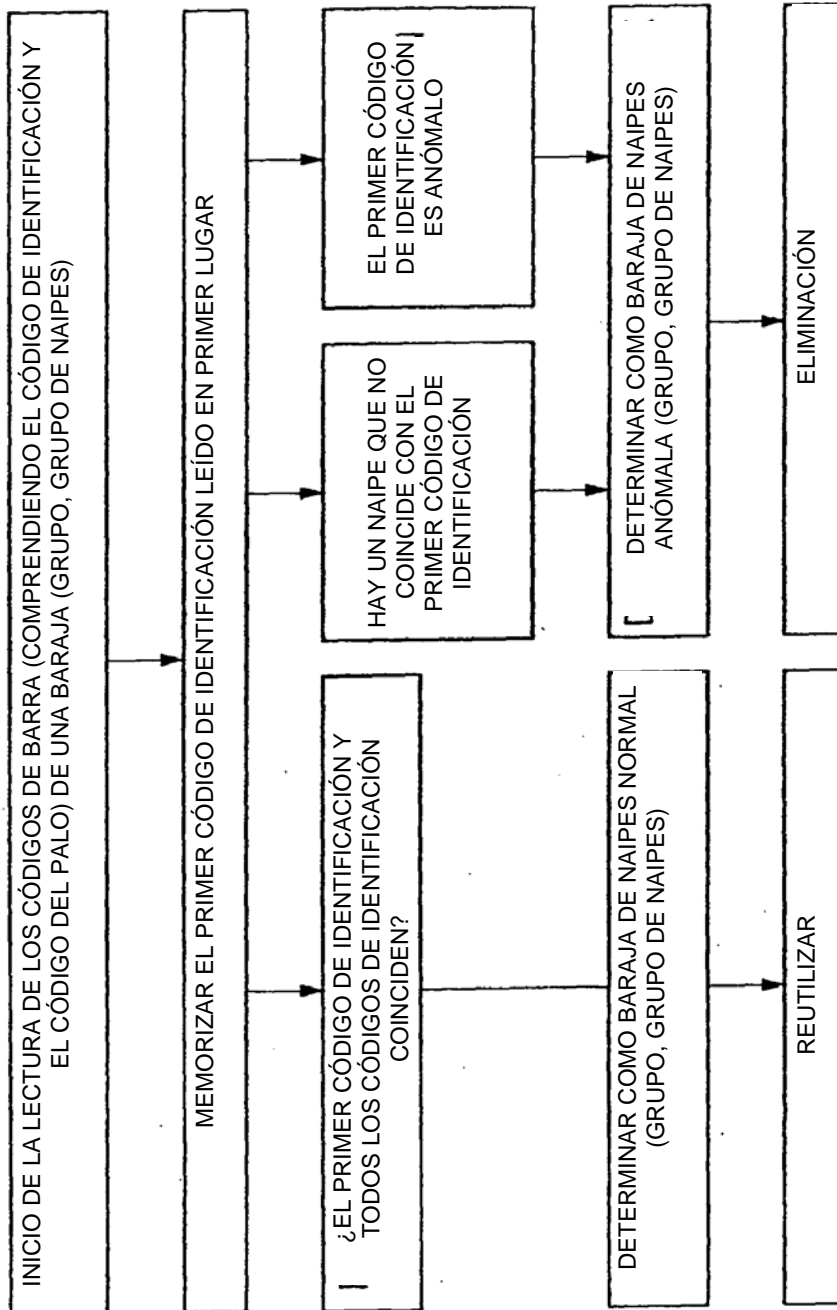 INICIO DE LA LECTURA DE LOS CÓDIGOS DE BARRA (COMPRENDIENDO EL CÓDIGO DE IDENTIFICACIÓN Y
EL CÓDIGO DEL PALO) DE UNA BARAJA (GRUPO, GRUPO DE NAIPES)
MEMORIZAR EL PRIMER CÓDIGO DE IDENTIFICACIÓN LEÍDO EN PRIMER LUGAR
¿EL PRIMER CÓDIGO DE IDENTIFICACIÓN Y
TODOS LOS CÓDIGOS DE IDENTIFICACIÓN
COINCIDEN?
HAY UN NAIPE QUE NO
COINCIDE CON EL
PRIMER CÓDIGO DE
IDENTIFICACIÓN
EL PRIMER CÓDIGO
DE IDENTIFICACIÓN
ES ANÓMALO
DETERMINAR COMO BARAJA DE NAIPES NORMAL
(GRUPO, GRUPO DE NAIPES)
DETERMINAR COMO BARAJA DE NAIPES
ANÓMALA (GRUPO, GRUPO DE NAIPES)
REUTILIZAR
ELIMINACIÓN